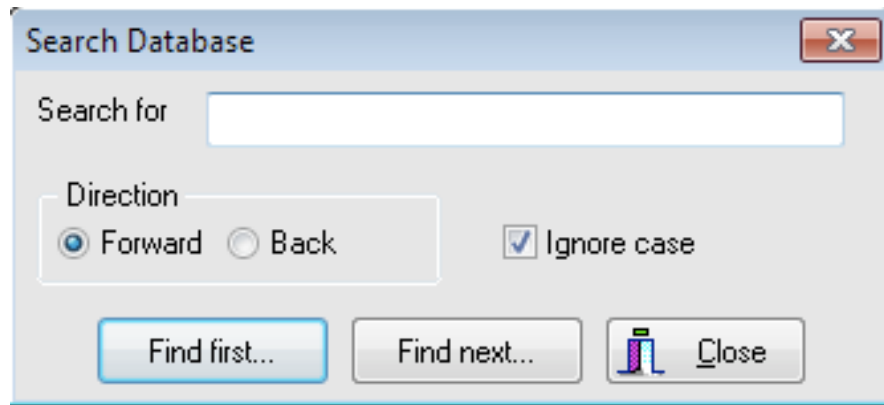 Search Database
Search for
Direction
Forward Back Ignore case
Find first... Find next... Close